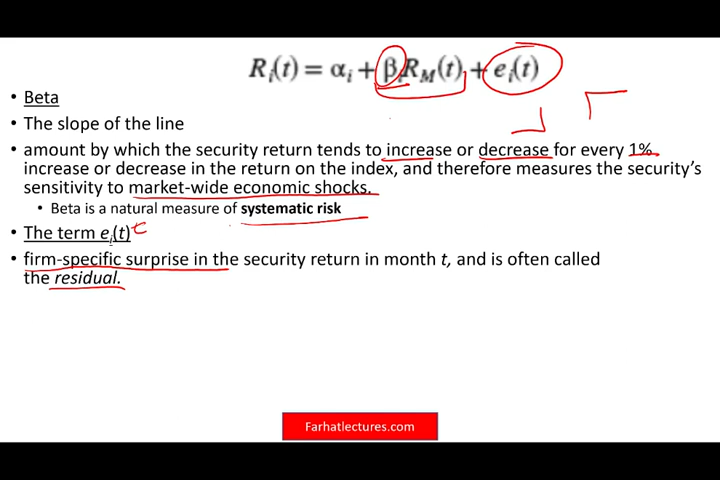 Rᵢ(t) = αᵢ + βᵢR_M(t) + eᵢ(t)
• Beta
• The slope of the line
• amount by which the security return tends to increase or decrease for every 1%
increase or decrease in the return on the index, and therefore measures the security's
sensitivity to market-wide economic shocks.
• Beta is a natural measure of systematic risk
• The term eᵢ(t)
• firm-specific surprise in the security return in month t, and is often called
the residual.
Farhatlectures.com